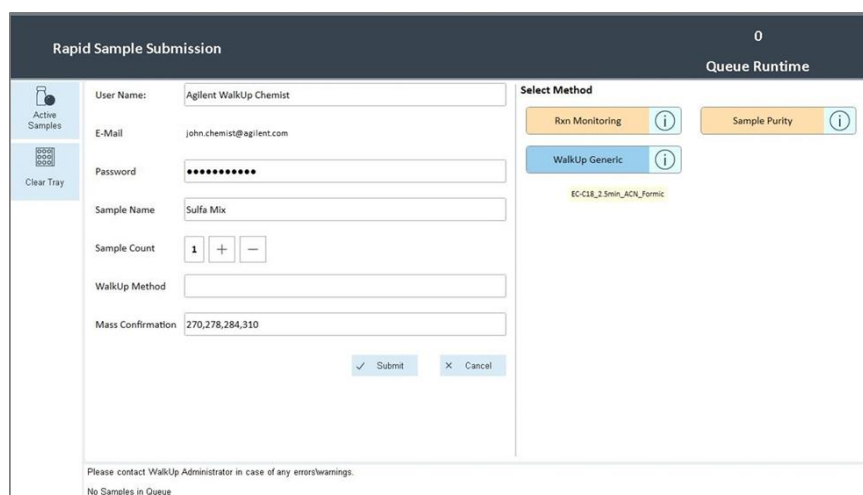 Rapid Sample Submission
0
Queue Runtime
Active
Samples
Clear Tray
User Name: Agilent WalkUp Chemist
E-Mail john.chemist@agilent.com
Password
Sample Name Sulfa Mix
Sample Count 1 + −
WalkUp Method
Mass Confirmation 270,278,284,310
Submit Cancel
Select Method
Rxn Monitoring i Sample Purity i
WalkUp Generic i
EC-C18_2.5min_ACN_Formic
Please contact WalkUp Administrator in case of any errors\warnings.
No Samples in Queue